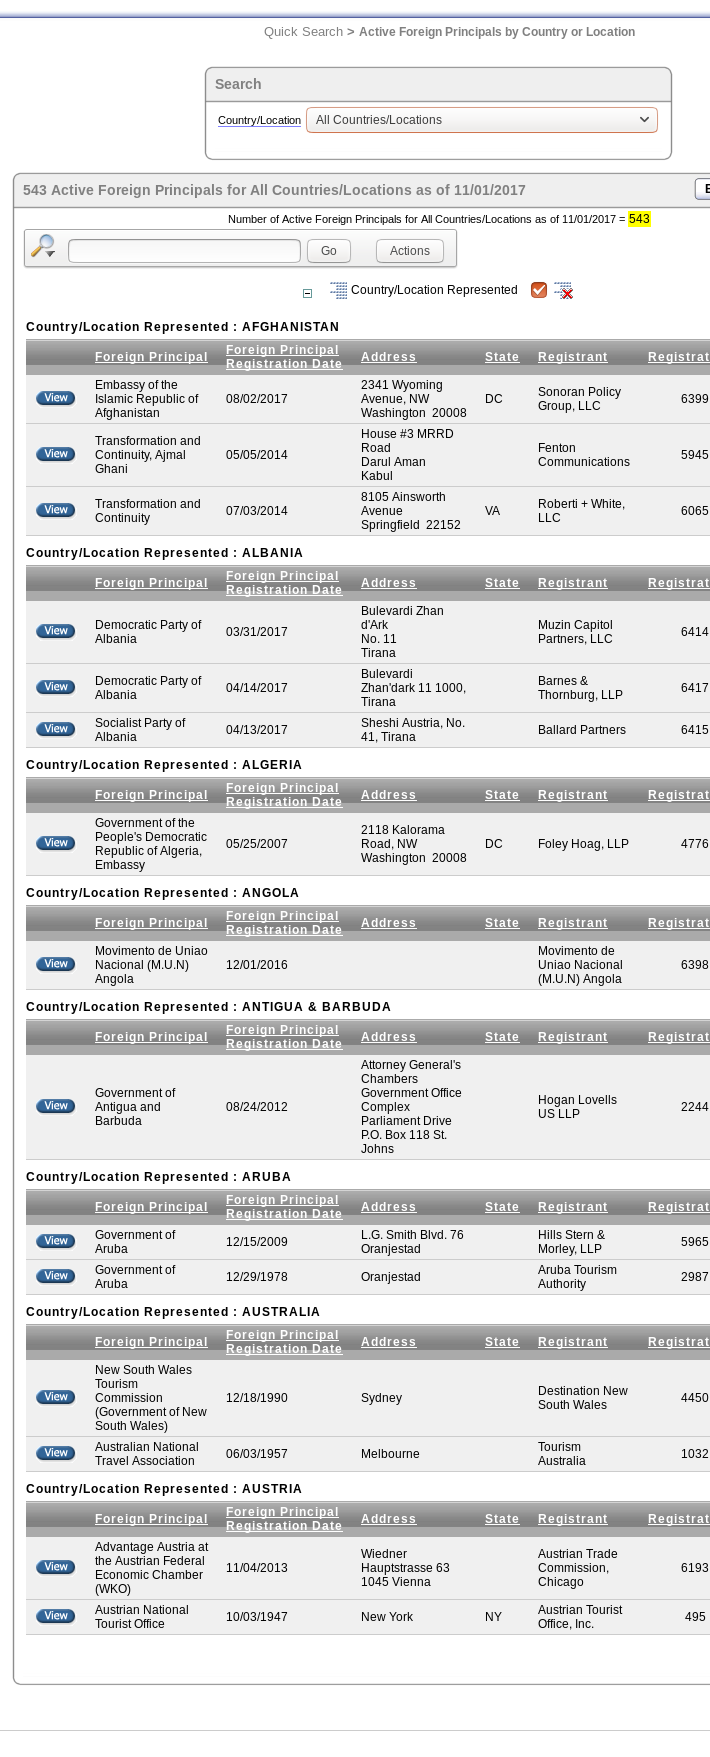 Quick Search > Active Foreign Principals by Country or Location
Search
Country/Location All Countries/Locations
543 Active Foreign Principals for All Countries/Locations as of 11/01/2017
Number of Active Foreign Principals for All Countries/Locations as of 11/01/2017 = 543
Go Actions
Country/Location Represented
Country/Location Represented : AFGHANISTAN
Foreign Principal Foreign Principal Registration Date Address State Registrant Registrat
View Embassy of the Islamic Republic of Afghanistan 08/02/2017 2341 Wyoming Avenue, NW Washington 20008 DC Sonoran Policy Group, LLC 6399
View Transformation and Continuity, Ajmal Ghani 05/05/2014 House #3 MRRD Road Darul Aman Kabul Fenton Communications 5945
View Transformation and Continuity 07/03/2014 8105 Ainsworth Avenue Springfield 22152 VA Roberti + White, LLC 6065
Country/Location Represented : ALBANIA
Foreign Principal Foreign Principal Registration Date Address State Registrant Registrat
View Democratic Party of Albania 03/31/2017 Bulevardi Zhan d'Ark No. 11 Tirana Muzin Capitol Partners, LLC 6414
View Democratic Party of Albania 04/14/2017 Bulevardi Zhan'dark 11 1000, Tirana Barnes & Thornburg, LLP 6417
View Socialist Party of Albania 04/13/2017 Sheshi Austria, No. 41, Tirana Ballard Partners 6415
Country/Location Represented : ALGERIA
Foreign Principal Foreign Principal Registration Date Address State Registrant Registrat
View Government of the People's Democratic Republic of Algeria, Embassy 05/25/2007 2118 Kalorama Road, NW Washington 20008 DC Foley Hoag, LLP 4776
Country/Location Represented : ANGOLA
Foreign Principal Foreign Principal Registration Date Address State Registrant Registrat
View Movimento de Uniao Nacional (M.U.N) Angola 12/01/2016 Movimento de Uniao Nacional (M.U.N) Angola 6398
Country/Location Represented : ANTIGUA & BARBUDA
Foreign Principal Foreign Principal Registration Date Address State Registrant Registrat
View Government of Antigua and Barbuda 08/24/2012 Attorney General's Chambers Government Office Complex Parliament Drive P.O. Box 118 St. Johns Hogan Lovells US LLP 2244
Country/Location Represented : ARUBA
Foreign Principal Foreign Principal Registration Date Address State Registrant Registrat
View Government of Aruba 12/15/2009 L.G. Smith Blvd. 76 Oranjestad Hills Stern & Morley, LLP 5965
View Government of Aruba 12/29/1978 Oranjestad Aruba Tourism Authority 2987
Country/Location Represented : AUSTRALIA
Foreign Principal Foreign Principal Registration Date Address State Registrant Registrat
View New South Wales Tourism Commission (Government of New South Wales) 12/18/1990 Sydney Destination New South Wales 4450
View Australian National Travel Association 06/03/1957 Melbourne Tourism Australia 1032
Country/Location Represented : AUSTRIA
Foreign Principal Foreign Principal Registration Date Address State Registrant Registrat
View Advantage Austria at the Austrian Federal Economic Chamber (WKO) 11/04/2013 Wiedner Hauptstrasse 63 1045 Vienna Austrian Trade Commission, Chicago 6193
View Austrian National Tourist Office 10/03/1947 New York NY Austrian Tourist Office, Inc. 495